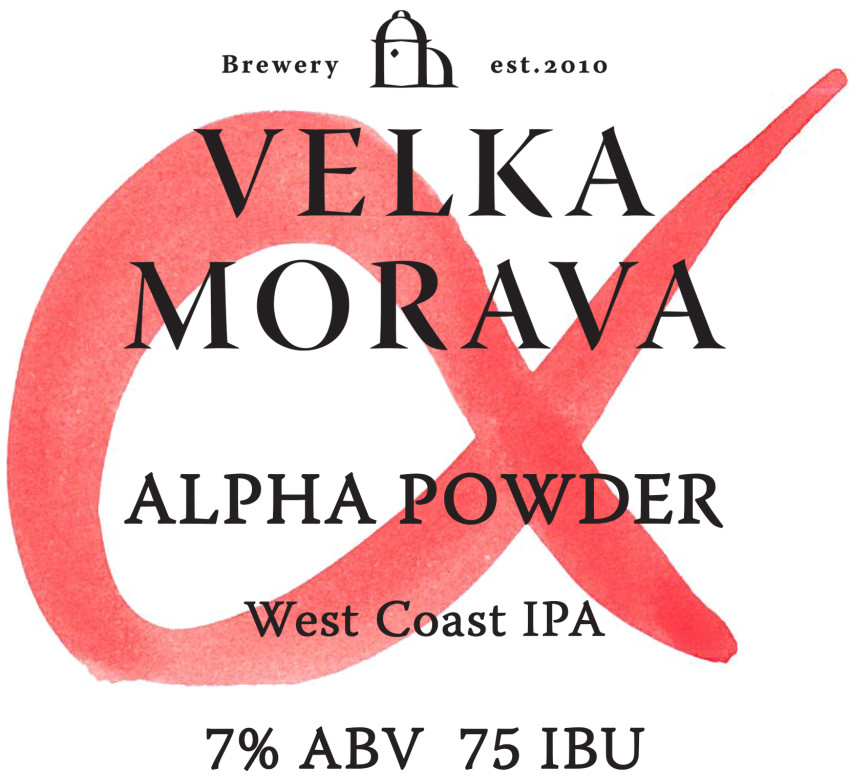 Brewery est.2010
VELKA
MORAVA
ALPHA POWDER
West Coast IPA
7% ABV 75 IBU